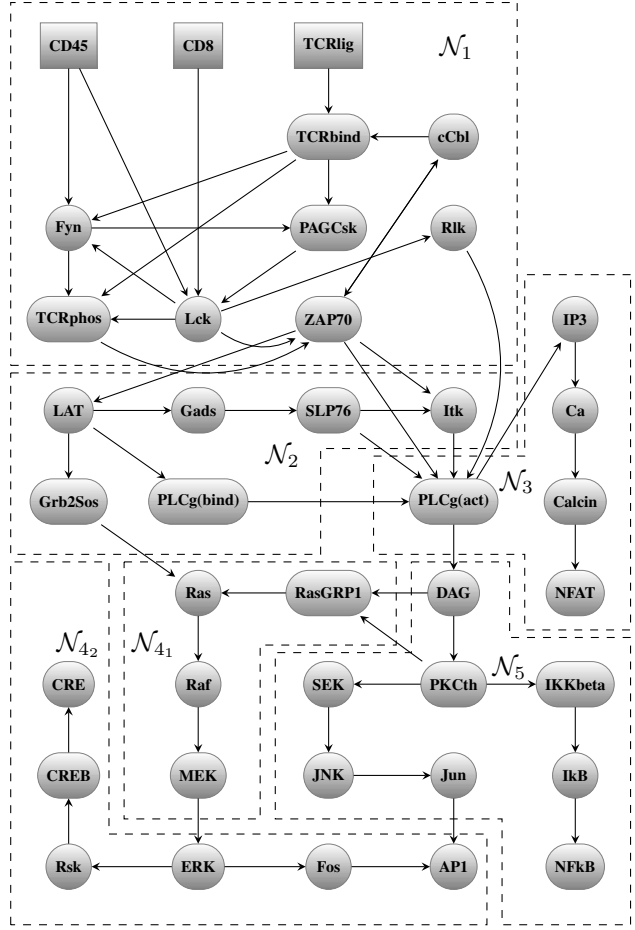 CD45 CD8 TCRlig 𝒩1
TCRbind cCbl
Fyn PAGCsk Rlk
TCRphos Lck ZAP70 IP3
LAT Gads SLP76 Itk Ca
𝒩2 𝒩3
Grb2Sos PLCg(bind) PLCg(act) Calcin
Ras RasGRP1 DAG NFAT
𝒩42 𝒩41 𝒩5
CRE Raf SEK PKCth IKKbeta
CREB MEK JNK Jun IkB
Rsk ERK Fos AP1 NFkB